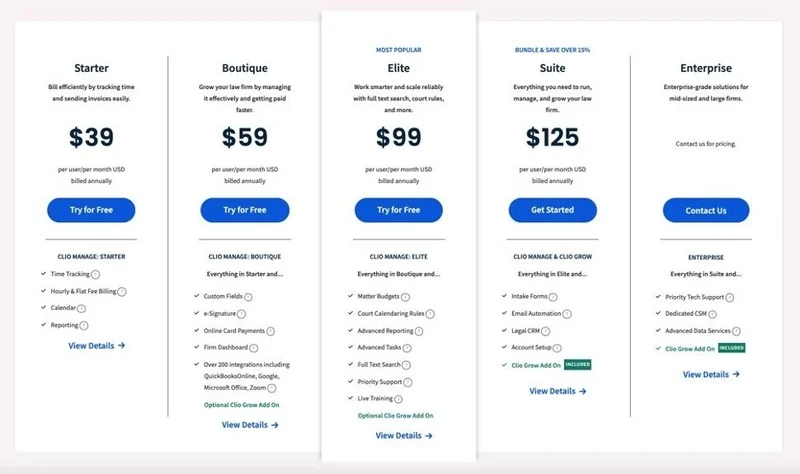 Starter
Bill efficiently by tracking time
and sending invoices easily.
$39
per user/per month USD
billed annually
Try for Free
CLIO MANAGE: STARTER
Time Tracking
Hourly & Flat Fee Billing
Calendar
Reporting
View Details →
Boutique
Grow your law firm by managing
it effectively and getting paid
faster.
$59
per user/per month USD
billed annually
Try for Free
CLIO MANAGE: BOUTIQUE
Everything in Starter and...
Custom Fields
e-Signature
Online Card Payments
Firm Dashboard
Over 200 integrations including
QuickBooksOnline, Google,
Microsoft Office, Zoom
Optional Clio Grow Add On
View Details →
MOST POPULAR
Elite
Work smarter and scale reliably
with full text search, court rules,
and more.
$99
per user/per month USD
billed annually
Try for Free
CLIO MANAGE: ELITE
Everything in Boutique and...
Matter Budgets
Court Calendaring Rules
Advanced Reporting
Advanced Tasks
Full Text Search
Priority Support
Live Training
Optional Clio Grow Add On
View Details →
BUNDLE & SAVE OVER 15%
Suite
Everything you need to run,
manage, and grow your law
firm.
$125
per user/per month USD
billed annually
Get Started
CLIO MANAGE & CLIO GROW
Everything in Elite and...
Intake Forms
Email Automation
Legal CRM
Account Setup
Clio Grow Add On INCLUDED
View Details →
Enterprise
Enterprise-grade solutions for
mid-sized and large firms.
Contact us for pricing.
Contact Us
ENTERPRISE
Everything in Suite and...
Priority Tech Support
Dedicated CSM
Advanced Data Services
Clio Grow Add On INCLUDED
View Details →